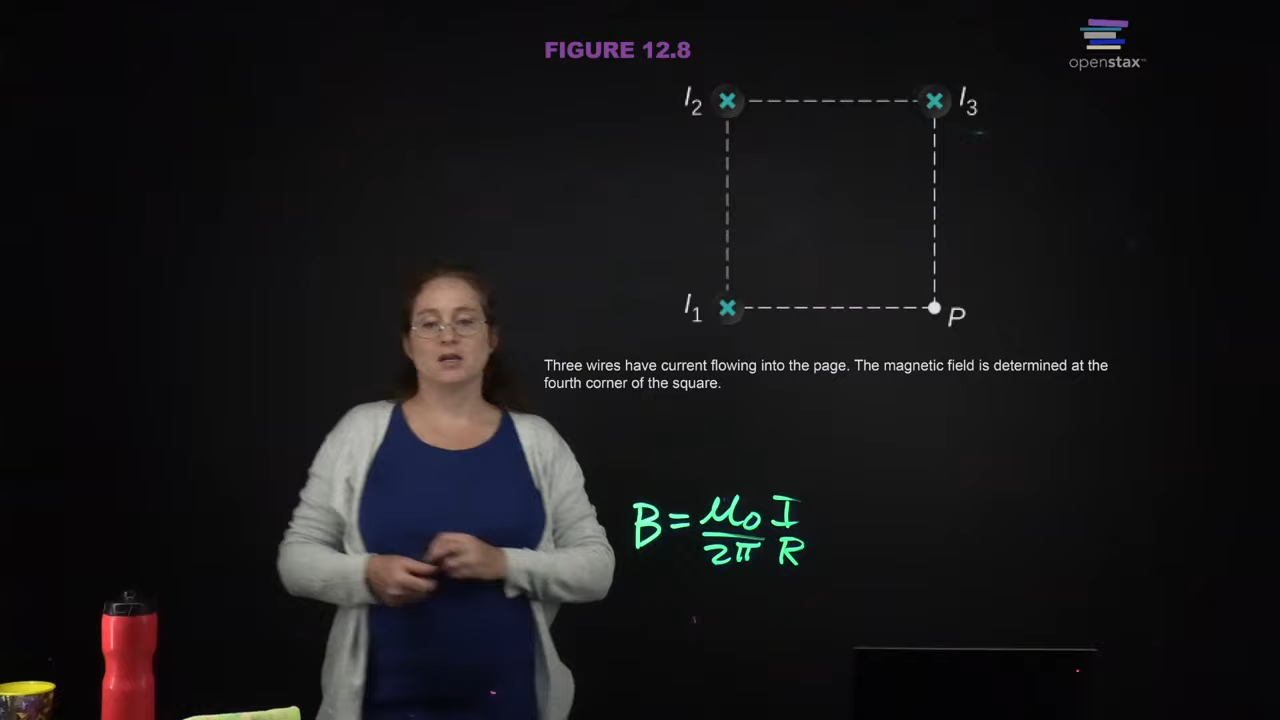 FIGURE 12.8
openstax™
I₂
I₃
I₁
P
Three wires have current flowing into the page. The magnetic field is determined at the
fourth corner of the square.
B = μ₀ I
2π R